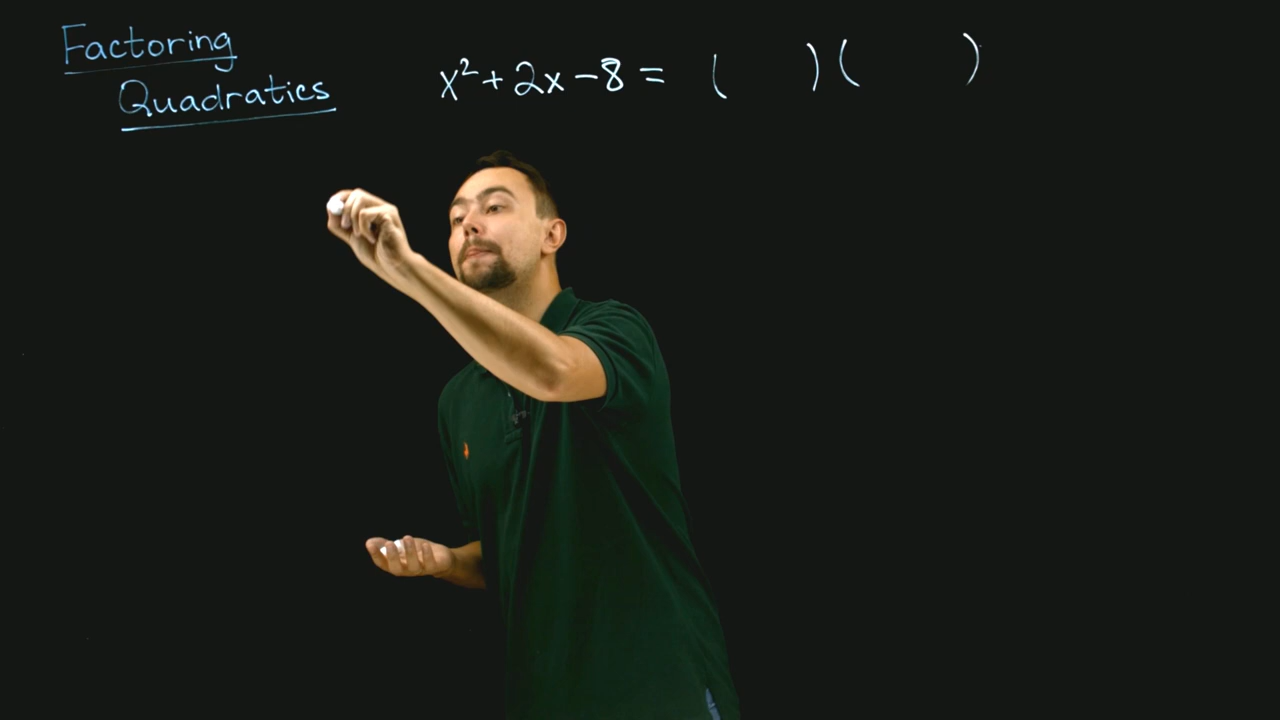 Factoring
Quadratics
x²+2x-8= ( )( )